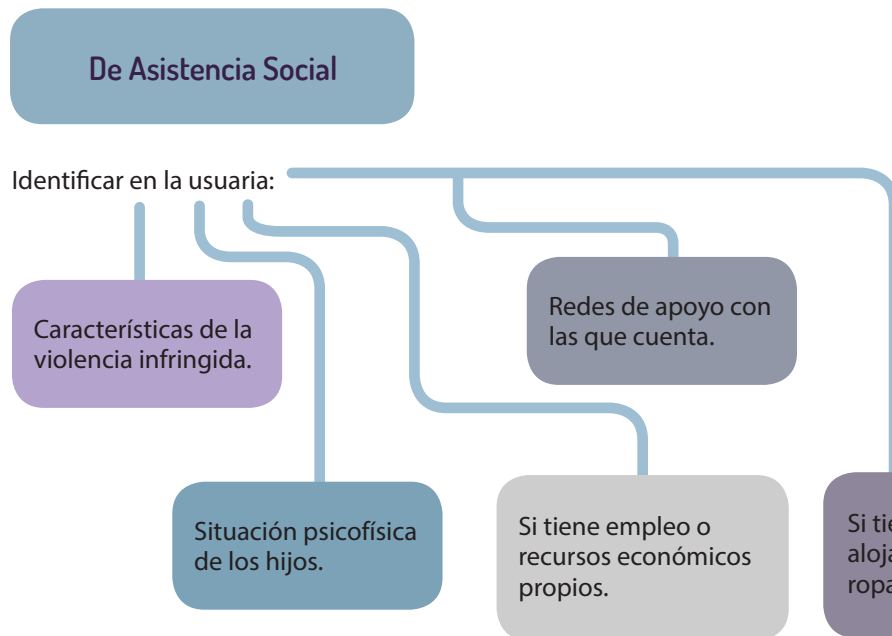 De Asistencia Social
Identificar en la usuaria:
Características de la
violencia infringida.
Redes de apoyo con
las que cuenta.
Situación psicofísica
de los hijos.
Si tiene empleo o
recursos económicos
propios.
Si